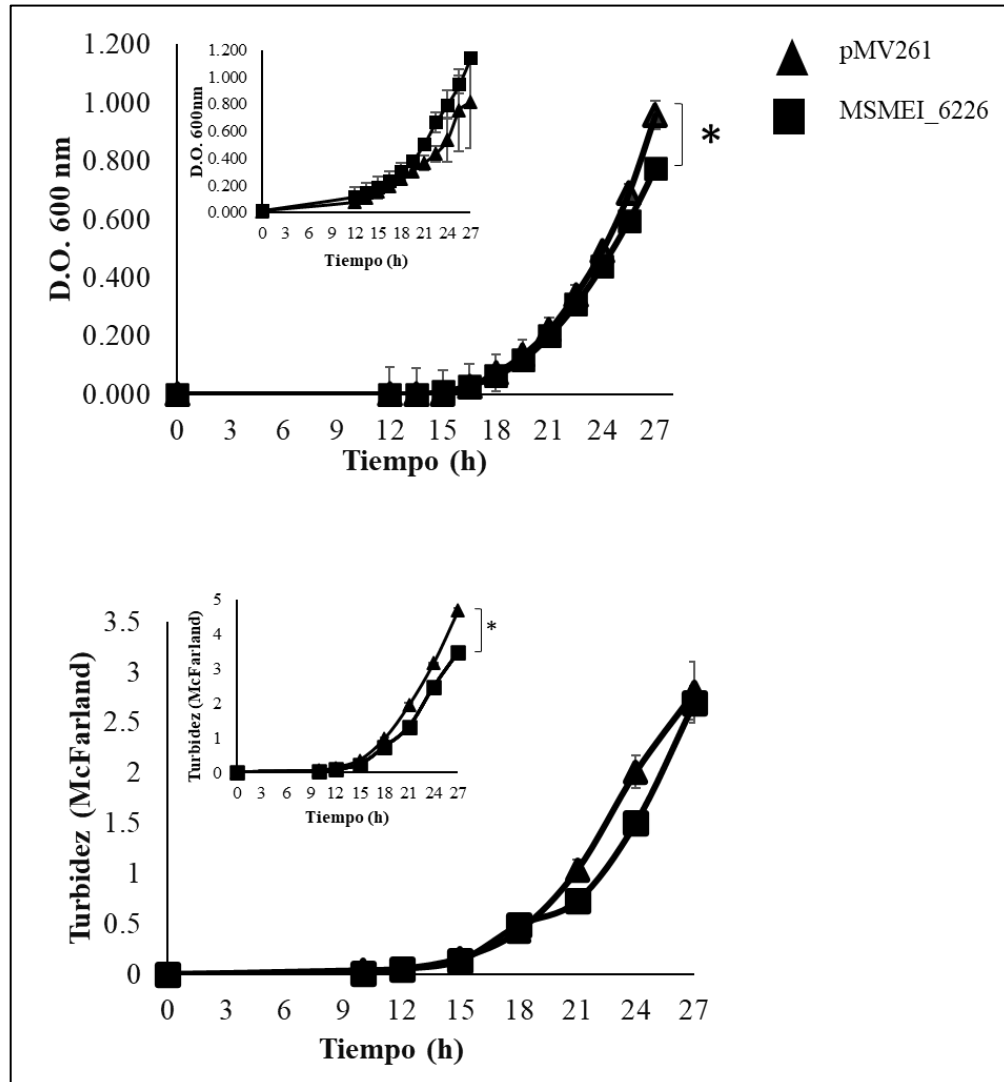 pMV261
MSMEI_6226
D.O. 600 nm
1.200
1.000
0.800
0.600
0.400
0.200
0.000
0 3 6 9 12 15 18 21 24 27
Tiempo (h)
*
D.O. 600nm
1.200
1.000
0.800
0.600
0.400
0.200
0.000
0 3 6 9 12 15 18 21 24 27
Tiempo (h)
Turbidez (McFarland)
3.5
3
2.5
2
1.5
1
0.5
0
0 3 6 9 12 15 18 21 24 27
Tiempo (h)
Turbidez (McFarland)
5
4
3
2
1
0
0 3 6 9 12 15 18 21 24 27
Tiempo (h)
*